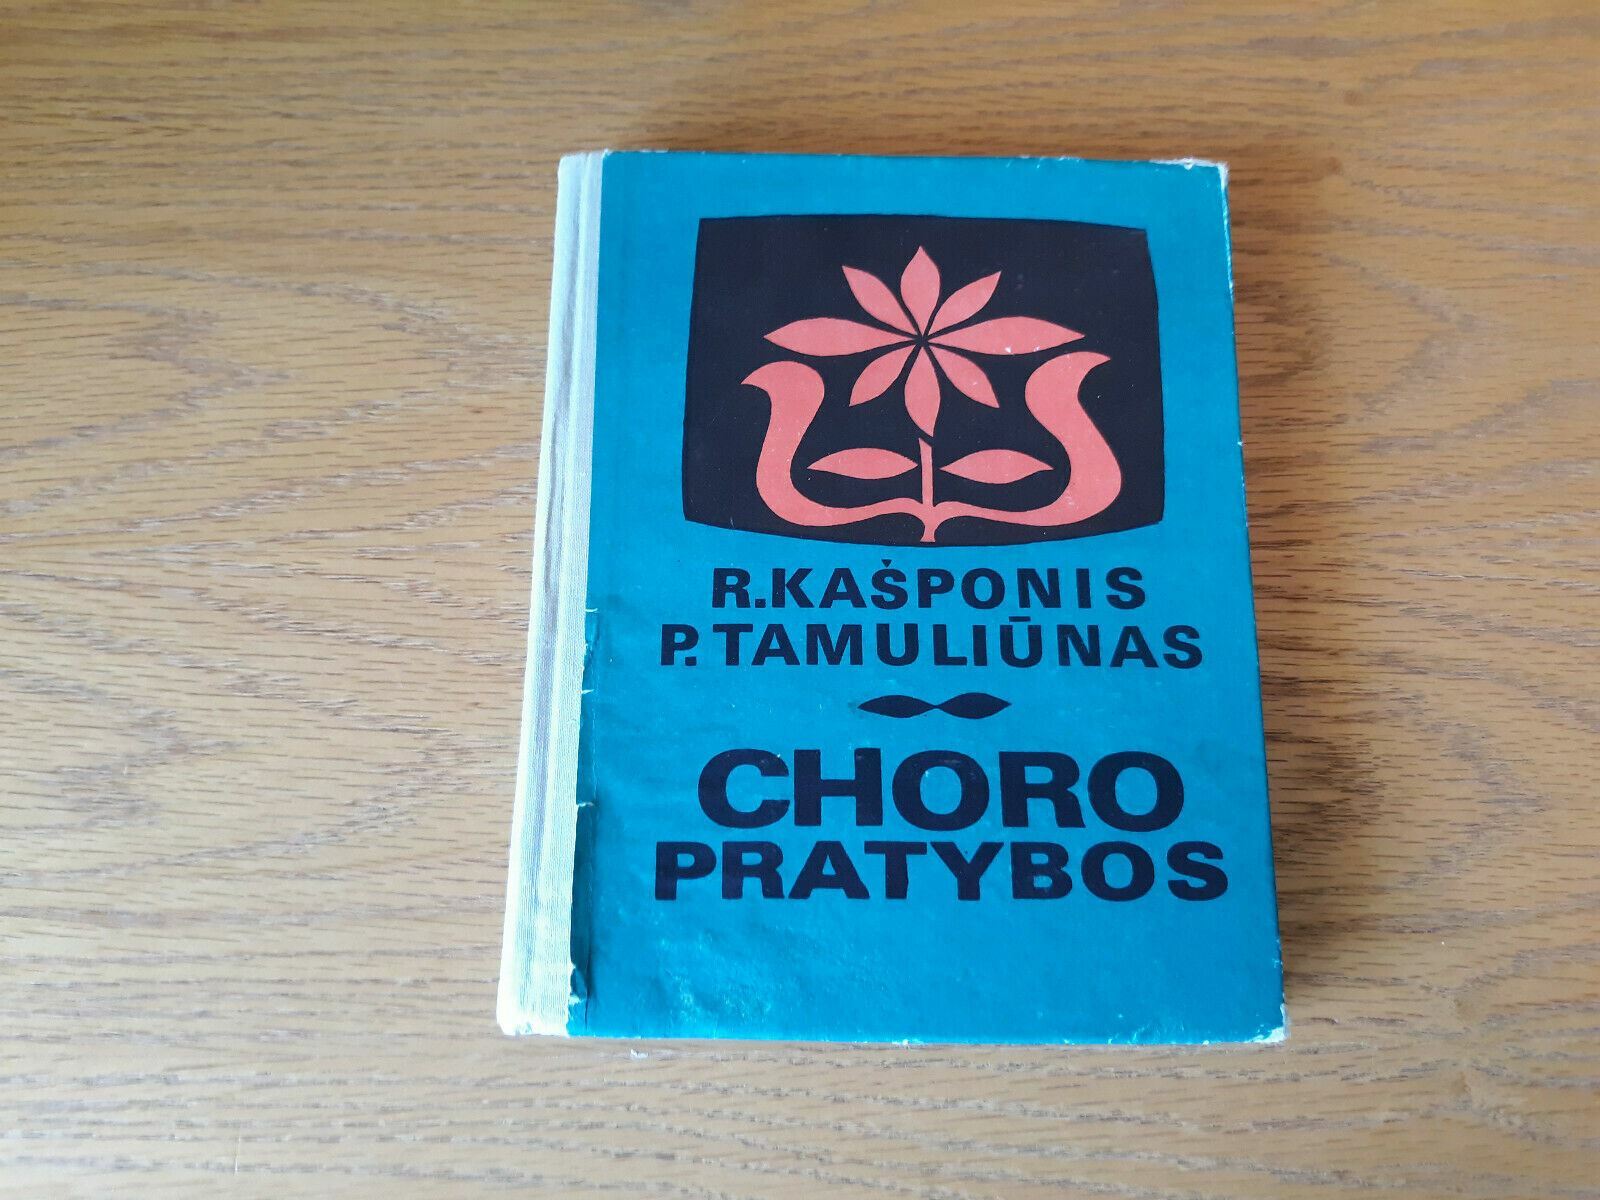 R.KAŠPONIS
P.TAMULIŪNAS
CHORO
PRATYBOS